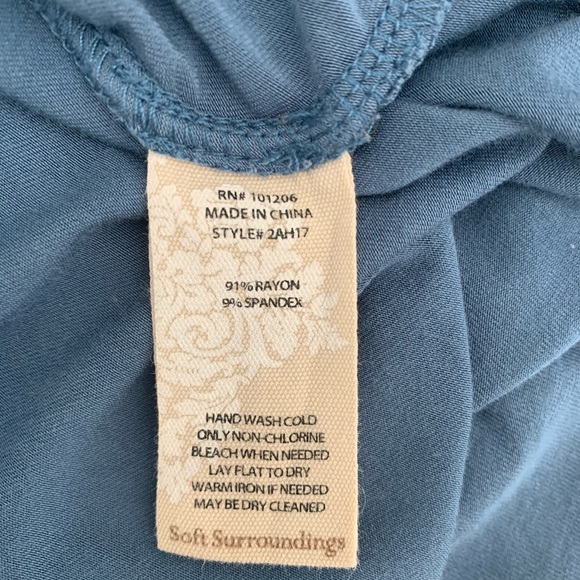 RN# 101206
MADE IN CHINA
STYLE# 2AH17
91% RAYON
9% SPANDEX
HAND WASH COLD
ONLY NON-CHLORINE
BLEACH WHEN NEEDED
LAY FLAT TO DRY
WARM IRON IF NEEDED
MAY BE DRY CLEANED
Soft Surroundings